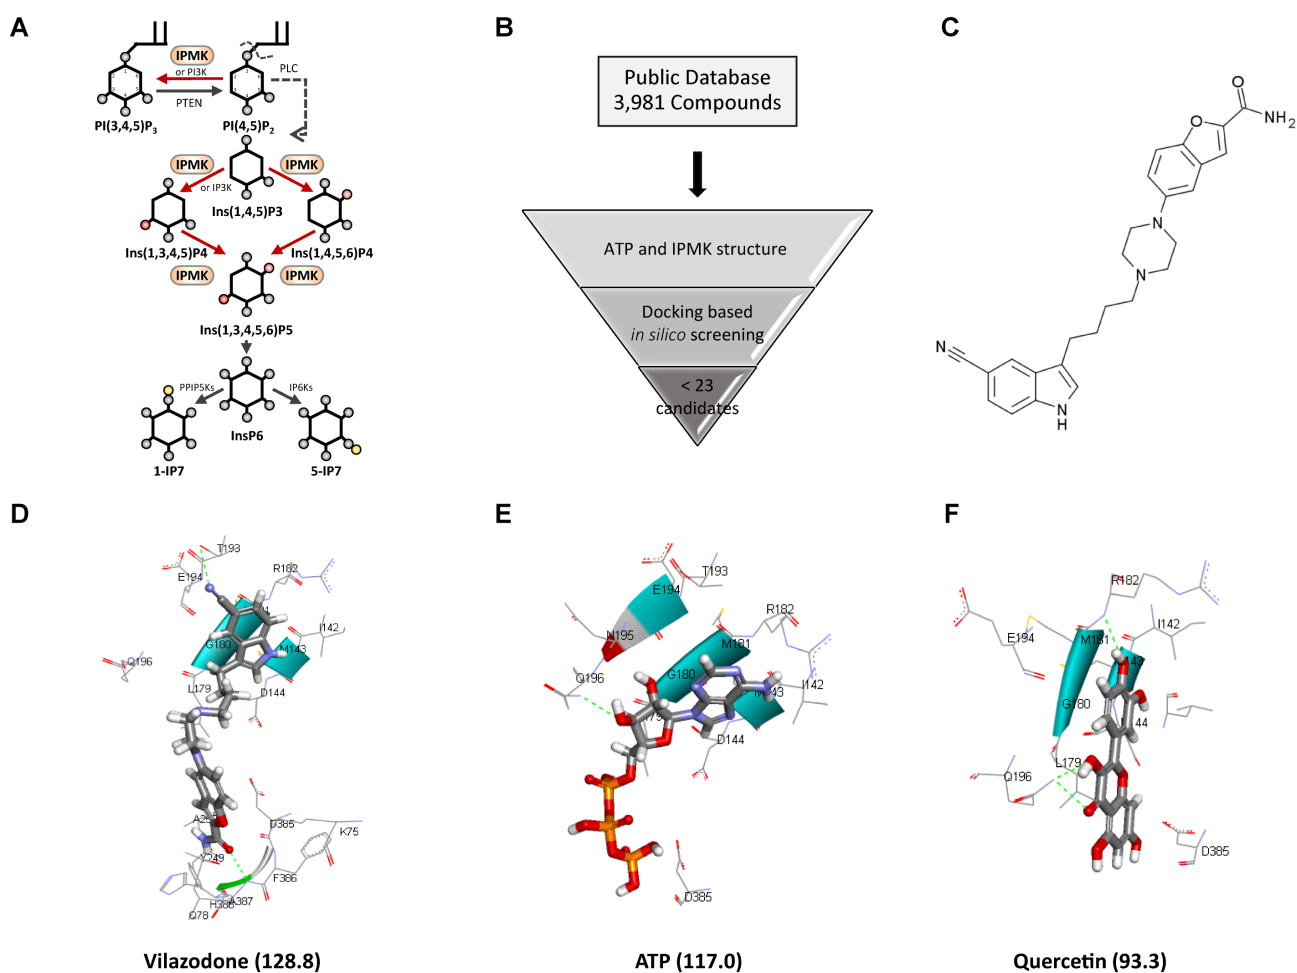 A
IPMK
or PI3K
PTEN
PLC
PI(3,4,5)P3
PI(4,5)P2
IPMK
IPMK
or IP3K
Ins(1,4,5)P3
Ins(1,3,4,5)P4
Ins(1,4,5,6)P4
IPMK
IPMK
Ins(1,3,4,5,6)P5
PPIP5Ks
IP6Ks
InsP6
1-IP7
5-IP7
B
Public Database
3,981 Compounds
ATP and IPMK structure
Docking based
in silico screening
< 23
candidates
C
O
NH2
O
N
N
N
N
H
D
T193
R182
E194
I142
G180
M143
Q196
L179
D144
D385
K75
Y249
F386
A387
H388
Q78
Vilazodone (128.8)
E
T193
E194
R182
N195
M181
Q196
G180
I142
M143
D144
D385
ATP (117.0)
F
R182
I142
E194
M181
G180
L179
Q196
D385
Quercetin (93.3)